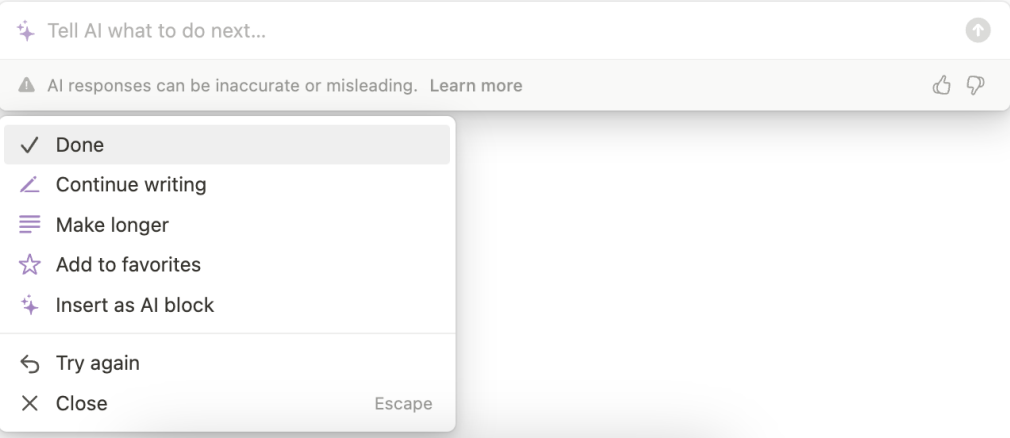 Tell AI what to do next...
AI responses can be inaccurate or misleading. Learn more
Done
Continue writing
Make longer
Add to favorites
Insert as AI block
Try again
Close Escape